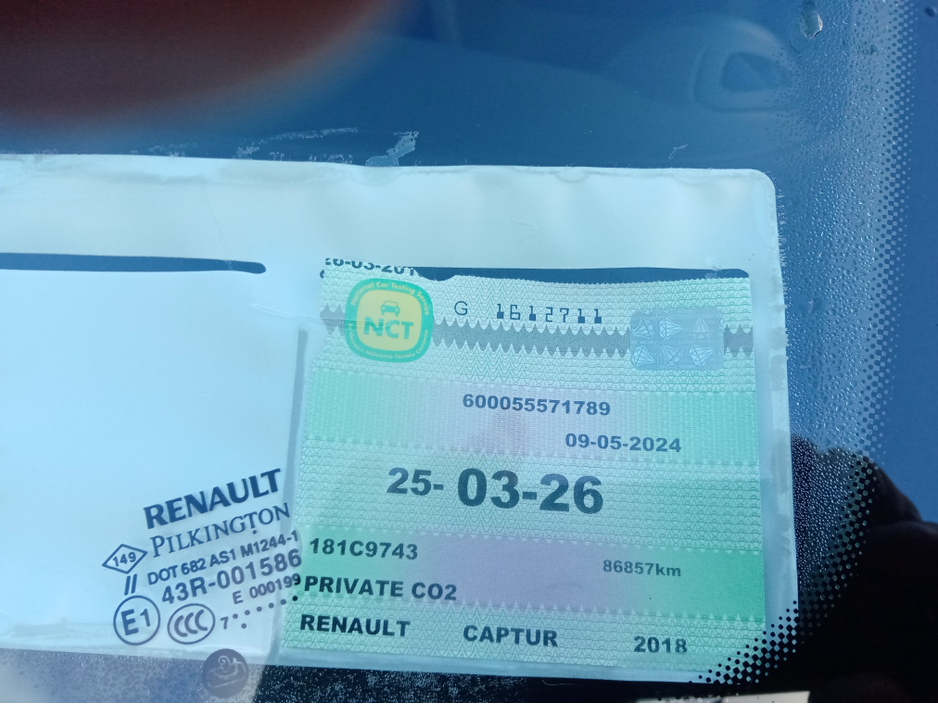 NCT
G 1612711
600055571789
09-05-2024
25-03-26
181C9743
86857km
PRIVATE CO2
RENAULT CAPTUR 2018
RENAULT
PILKINGTON
149
DOT 682 AS1 M1244-1
43R-001586
E 000199
E1 CCC 7